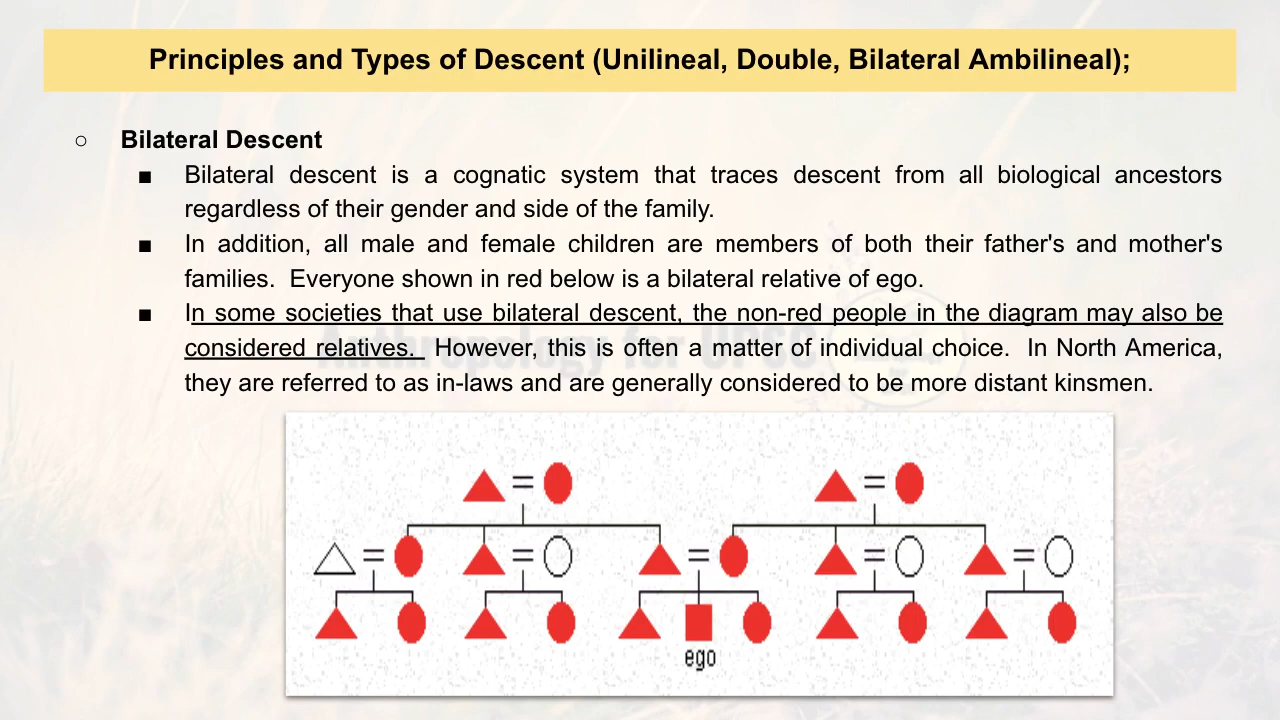 Principles and Types of Descent (Unilineal, Double, Bilateral Ambilineal);
○ Bilateral Descent
■ Bilateral descent is a cognatic system that traces descent from all biological ancestors
regardless of their gender and side of the family.
■ In addition, all male and female children are members of both their father's and mother's
families. Everyone shown in red below is a bilateral relative of ego.
■ In some societies that use bilateral descent, the non-red people in the diagram may also be
considered relatives. However, this is often a matter of individual choice. In North America,
they are referred to as in-laws and are generally considered to be more distant kinsmen.
Anthropology for UPSC
ego